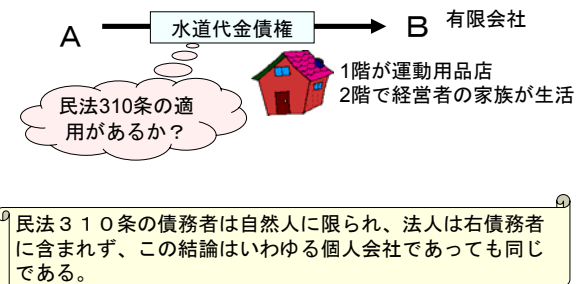 A 水道代金債権 B 有限会社
1階が運動用品店
2階で経営者の家族が生活
民法310条の適
用があるか？
民法３１０条の債務者は自然人に限られ、法人は右債務者
に含まれず、この結論はいわゆる個人会社であっても同じ
である。